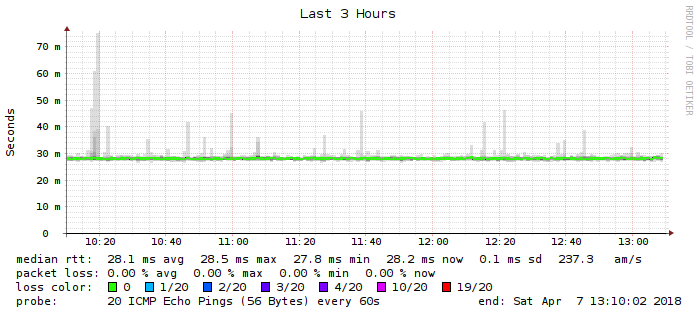 Last 3 Hours
RRDTOOL / TOBI OETIKER
Seconds
70 m
60 m
50 m
40 m
30 m
20 m
10 m
0
10:20 10:40 11:00 11:20 11:40 12:00 12:20 12:40 13:00
median rtt: 28.1 ms avg 28.5 ms max 27.8 ms min 28.2 ms now 0.1 ms sd 237.3 am/s
packet loss: 0.00 % avg 0.00 % max 0.00 % min 0.00 % now
loss color: 0 1/20 2/20 3/20 4/20 10/20 19/20
probe: 20 ICMP Echo Pings (56 Bytes) every 60s end: Sat Apr 7 13:10:02 2018